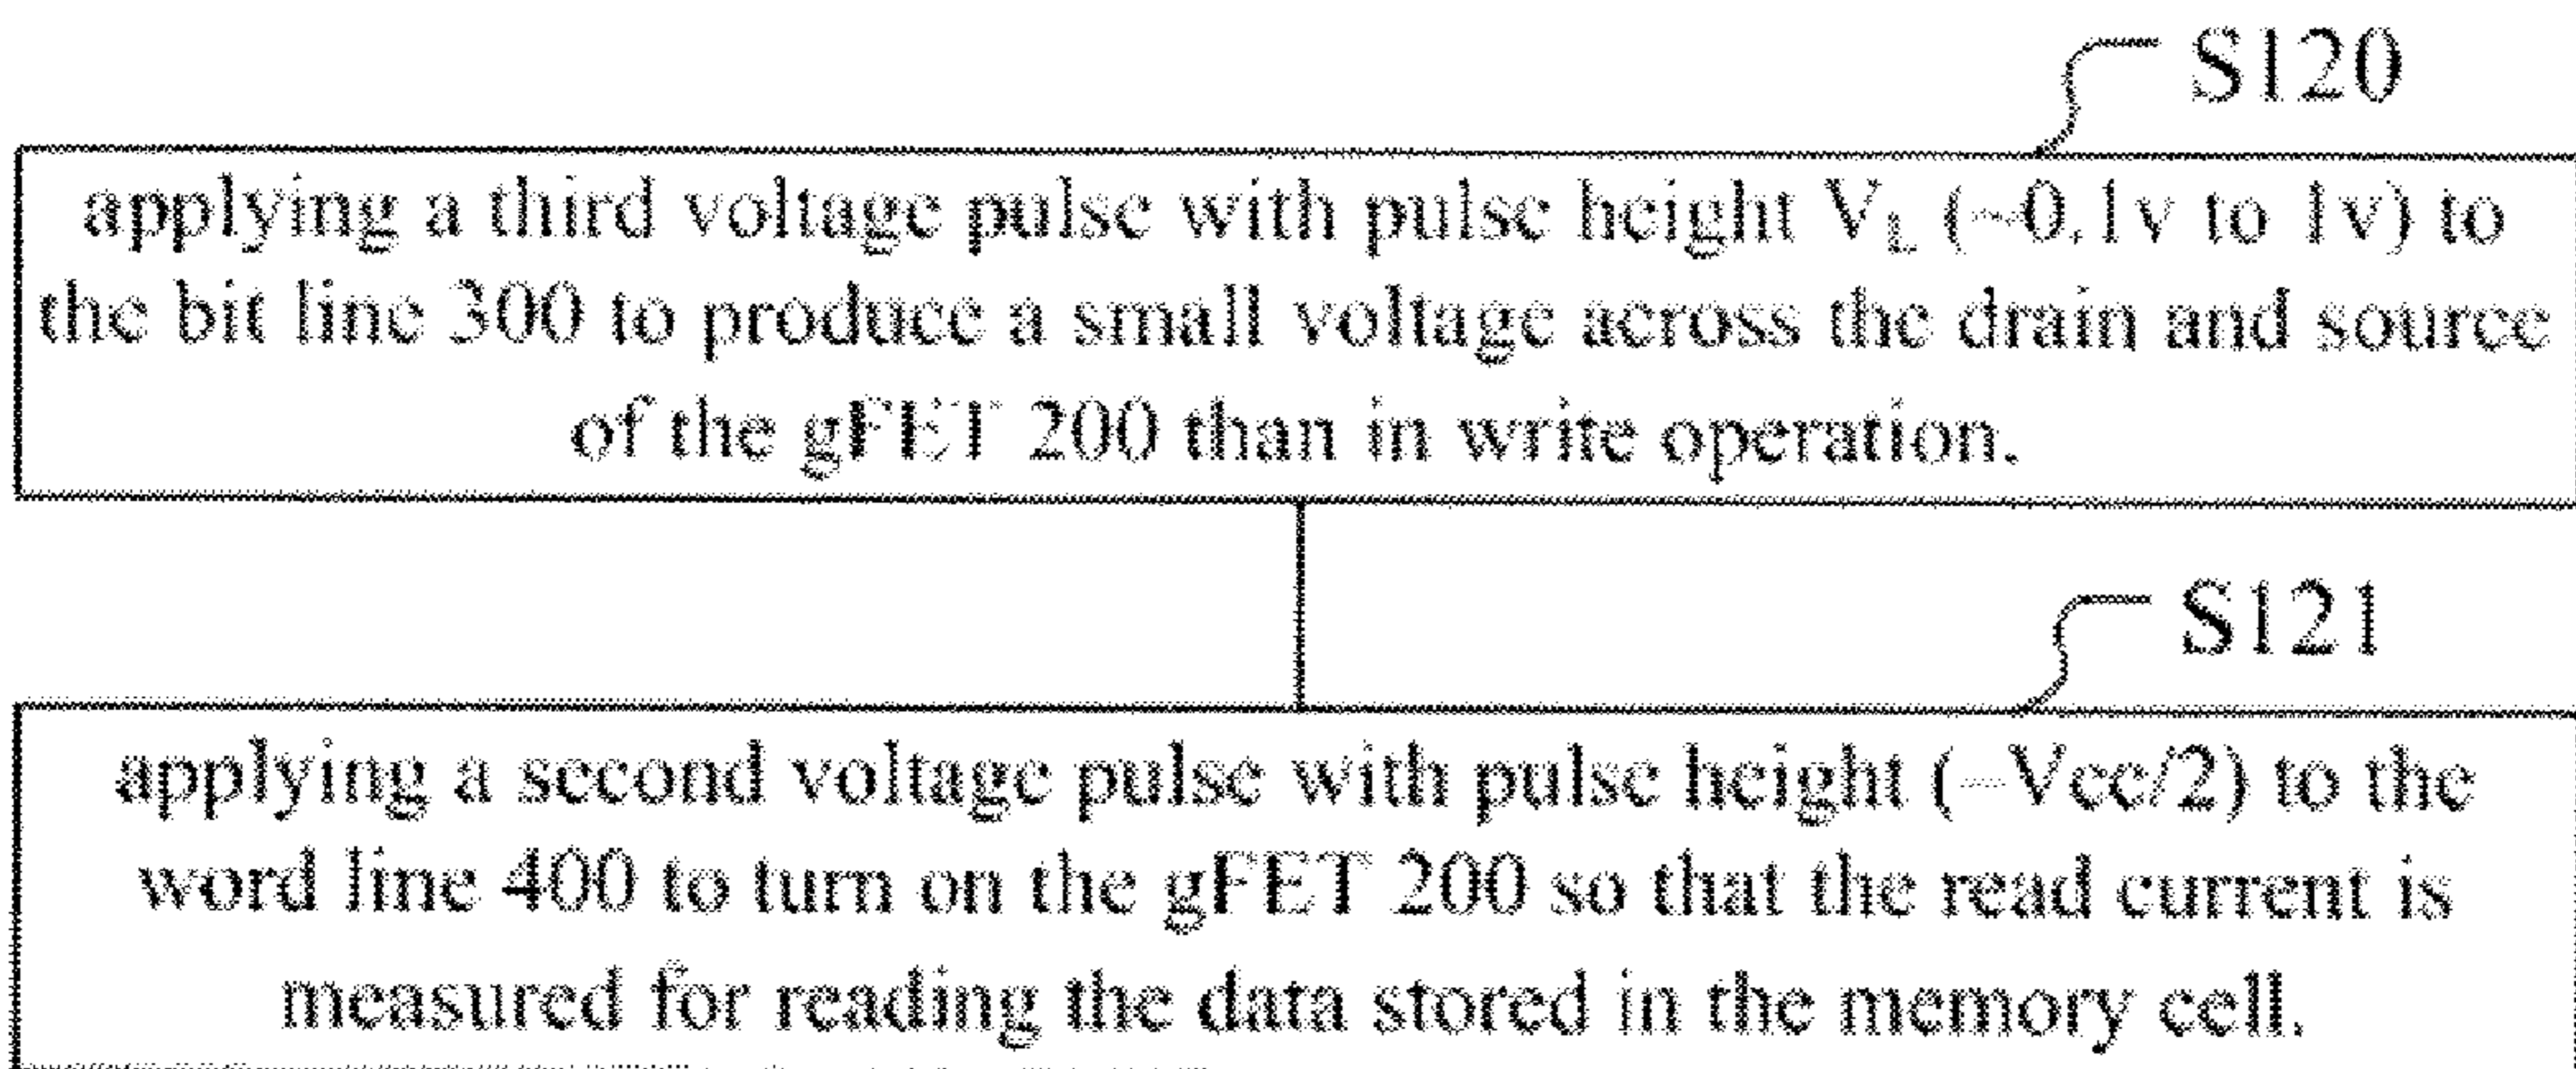 S120
applying a third voltage pulse with pulse height V_L (~0.1v to 1v) to
the bit line 300 to produce a small voltage across the drain and source
of the gFET 200 than in write operation.
S121
applying a second voltage pulse with pulse height (–Vcc/2) to the
word line 400 to turn on the gFET 200 so that the read current is
measured for reading the data stored in the memory cell.